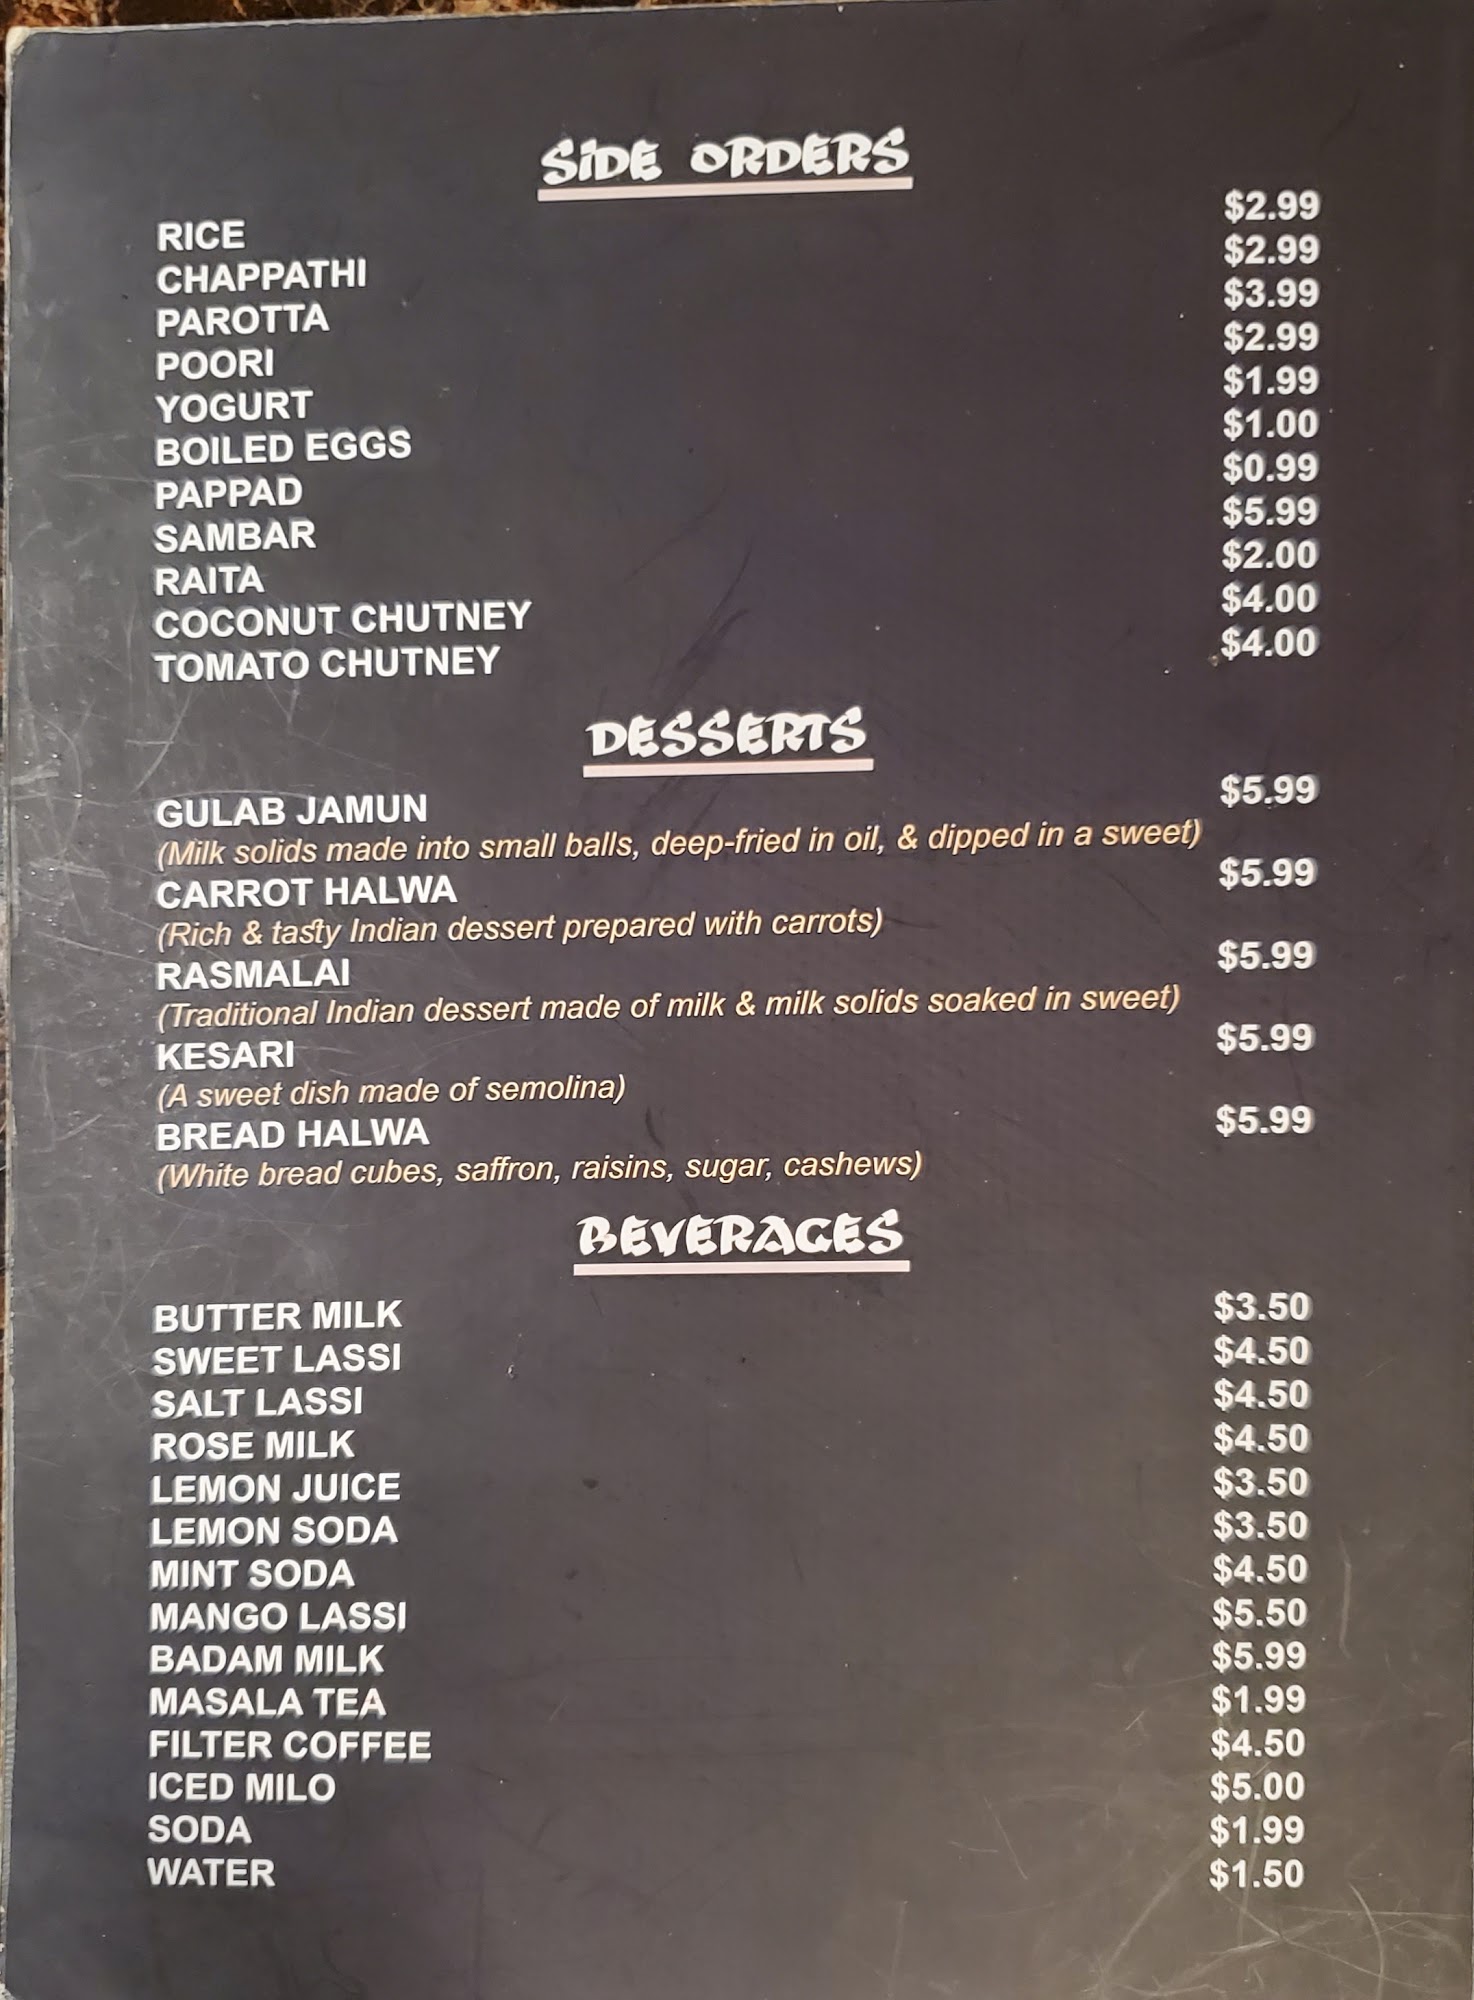 SIDE ORDERS
RICE $2.99
CHAPPATHI $2.99
PAROTTA $3.99
POORI $2.99
YOGURT $1.99
BOILED EGGS $1.00
PAPPAD $0.99
SAMBAR $5.99
RAITA $2.00
COCONUT CHUTNEY $4.00
TOMATO CHUTNEY $4.00
DESSERTS
GULAB JAMUN $5.99
(Milk solids made into small balls, deep-fried in oil, & dipped in a sweet)
CARROT HALWA $5.99
(Rich & tasty Indian dessert prepared with carrots)
RASMALAI $5.99
(Traditional Indian dessert made of milk & milk solids soaked in sweet)
KESARI $5.99
(A sweet dish made of semolina)
BREAD HALWA $5.99
(White bread cubes, saffron, raisins, sugar, cashews)
BEVERAGES
BUTTER MILK $3.50
SWEET LASSI $4.50
SALT LASSI $4.50
ROSE MILK $4.50
LEMON JUICE $3.50
LEMON SODA $3.50
MINT SODA $4.50
MANGO LASSI $5.50
BADAM MILK $5.99
MASALA TEA $1.99
FILTER COFFEE $4.50
ICED MILO $5.00
SODA $1.99
WATER $1.50